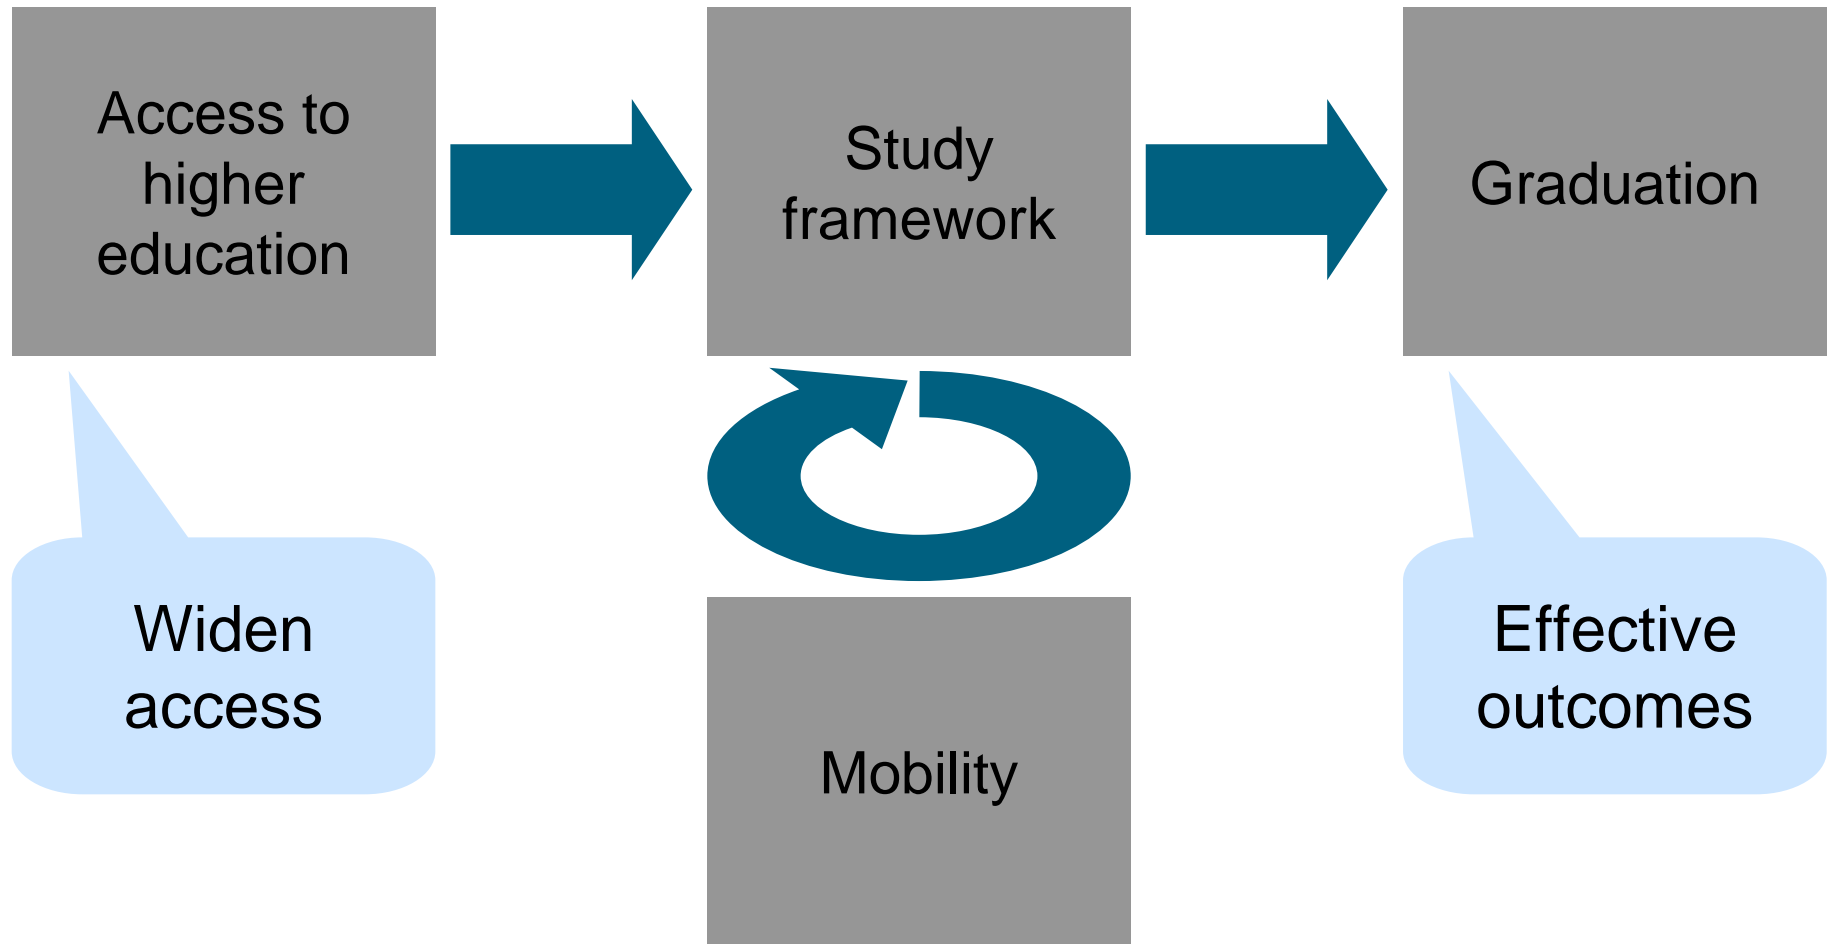 Access to
higher
education
Study
framework
Graduation
Widen
access
Mobility
Effective
outcomes